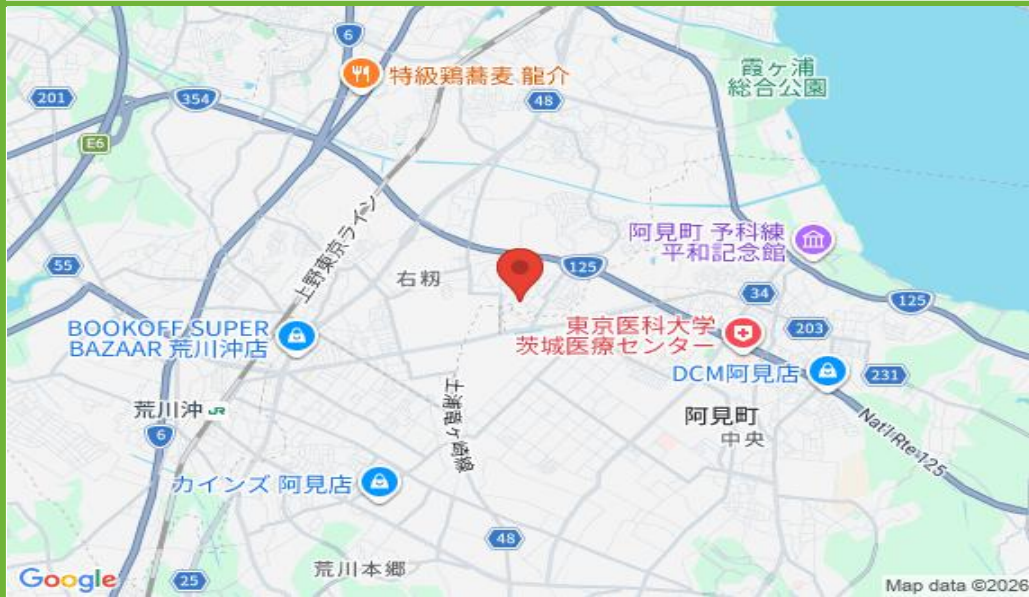 6
特級鶏蕎麦 龍介
霞ヶ浦
総合公園
201
354
48
E6
上野東京ライン
阿見町 予科練
平和記念館
55
右籾
125
34
125
BOOKOFF SUPER
BAZAAR 荒川沖店
東京医科大学
茨城医療センター
203
DCM阿見店
231
荒川沖 JR
土浦竜ヶ崎線
阿見町
中央
6
Nat'l Rte 125
カインズ 阿見店
48
荒川本郷
Google
25
Map data ©2026